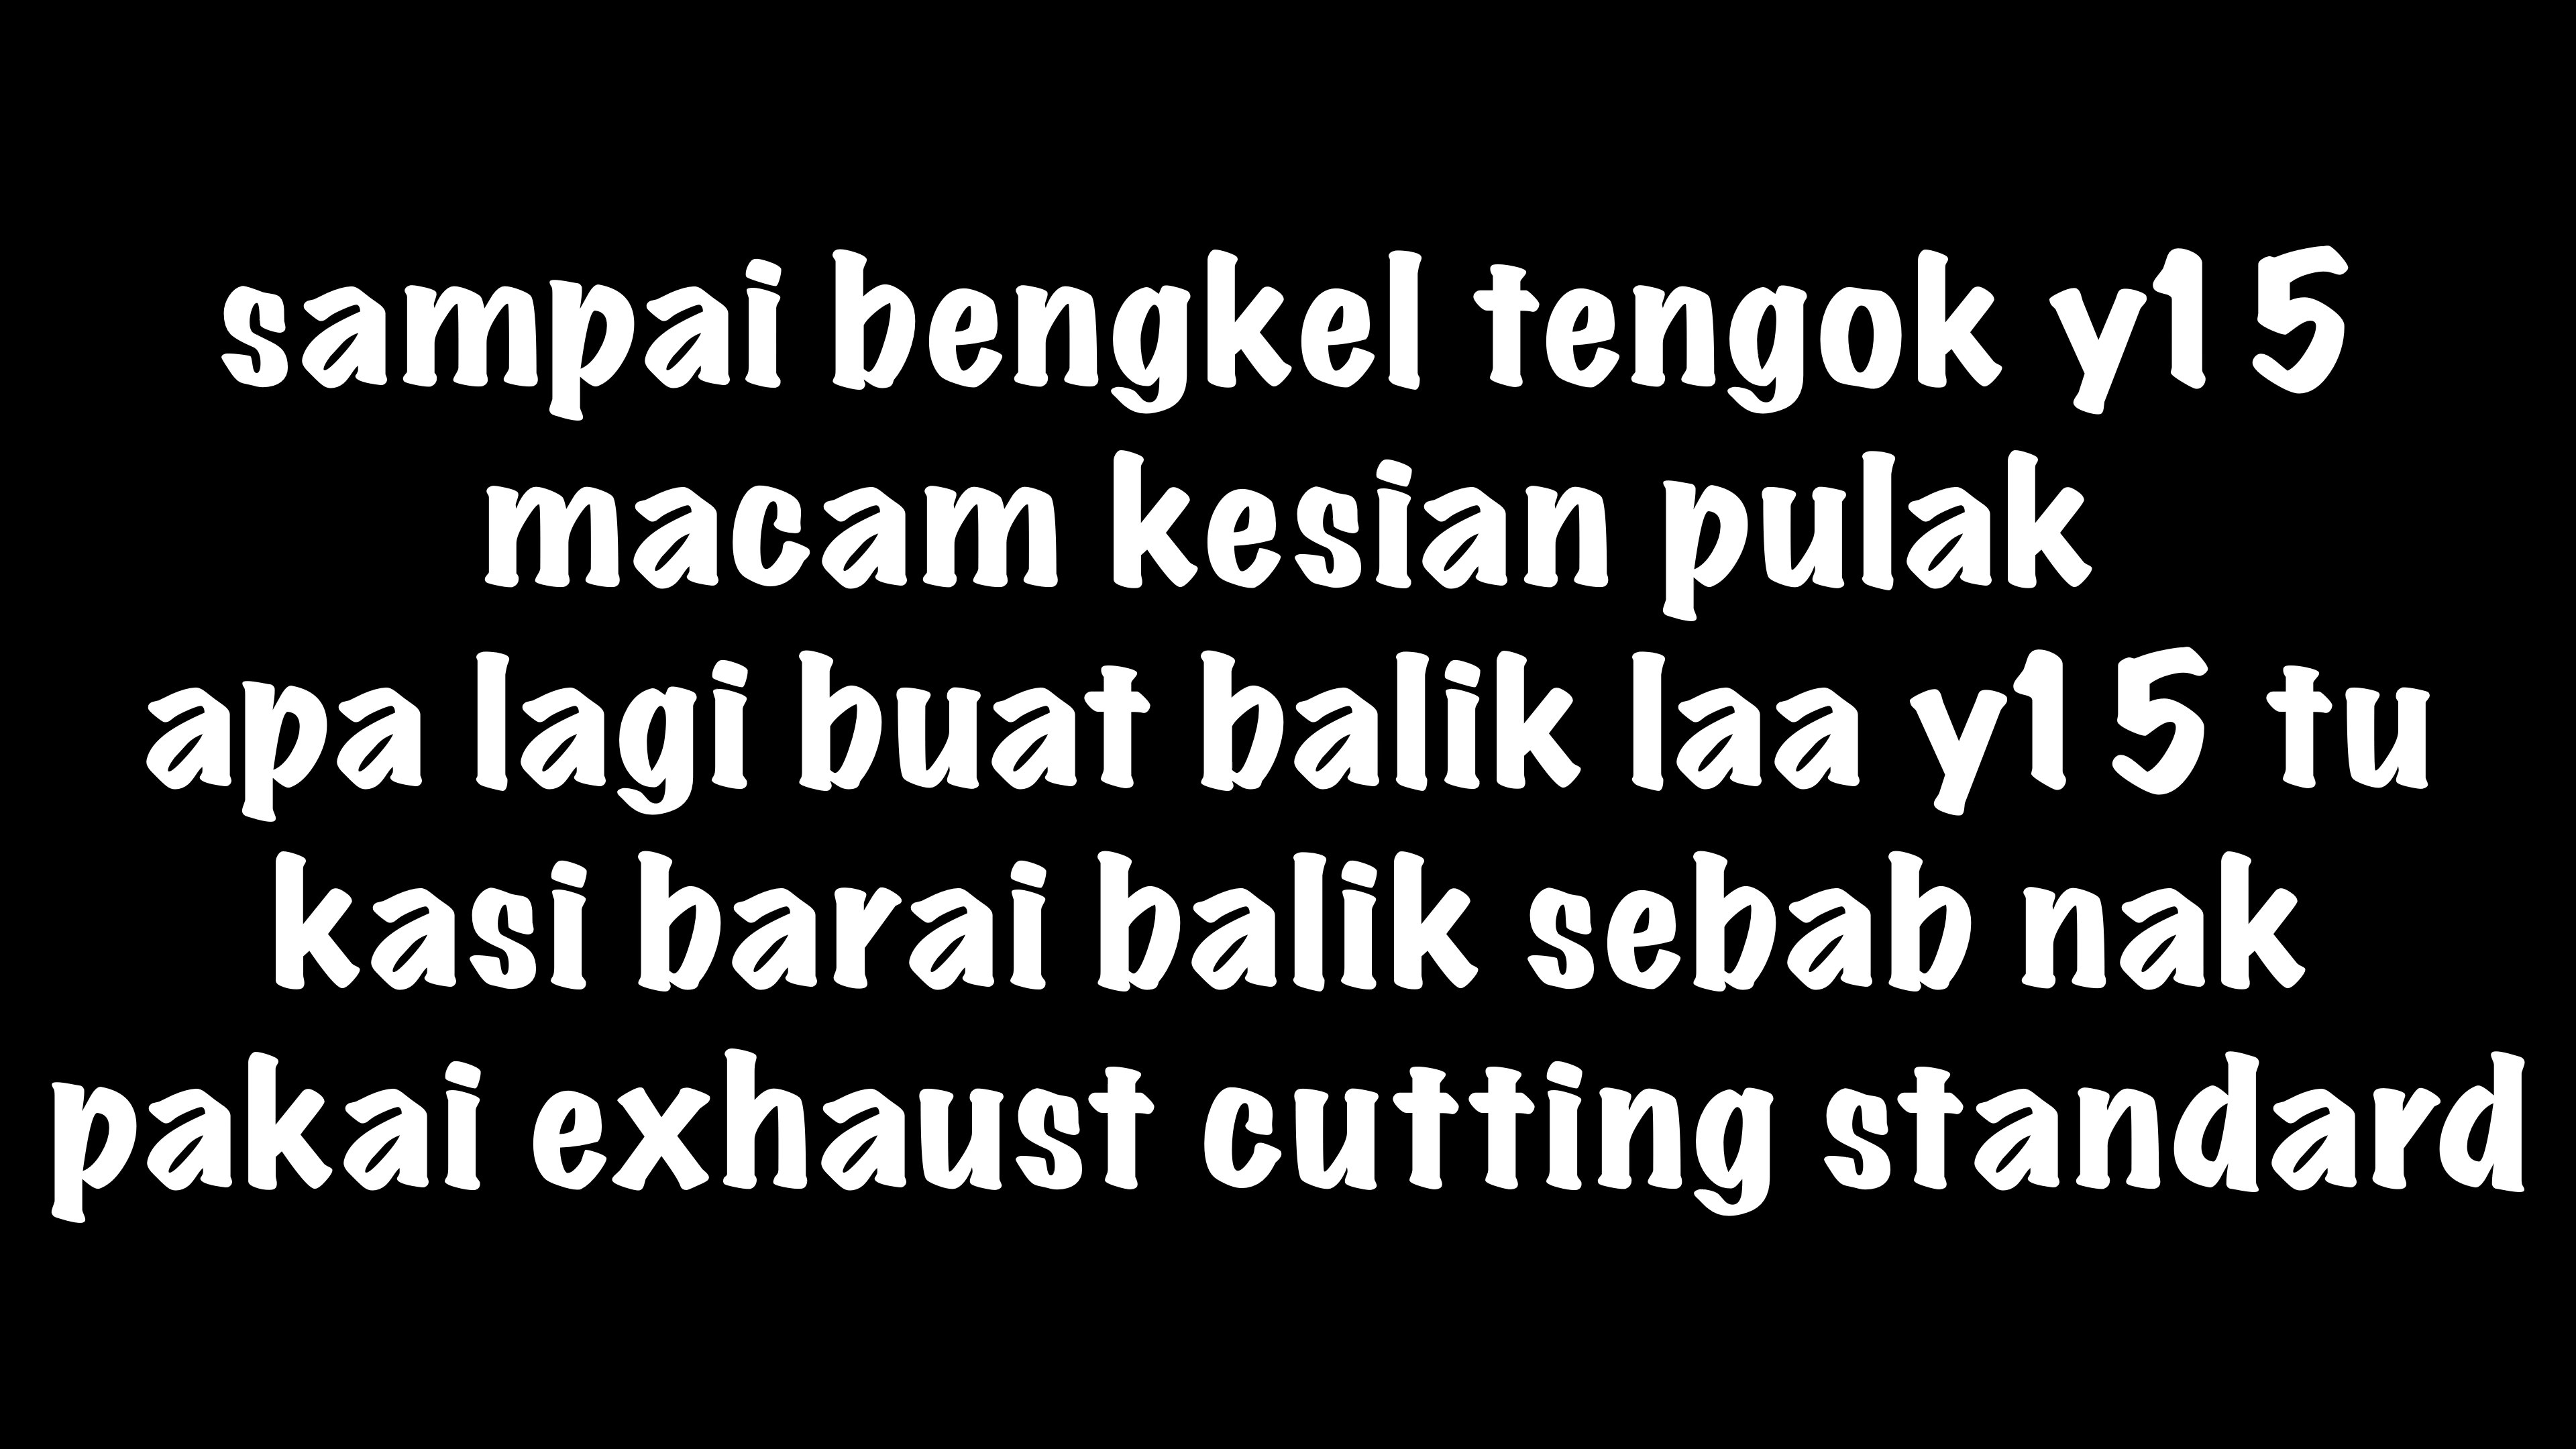 sampai bengkel tengok y15
macam kesian pulak
apa lagi buat balik laa y15 tu
kasi barai balik sebab nak
pakai exhaust cutting standard